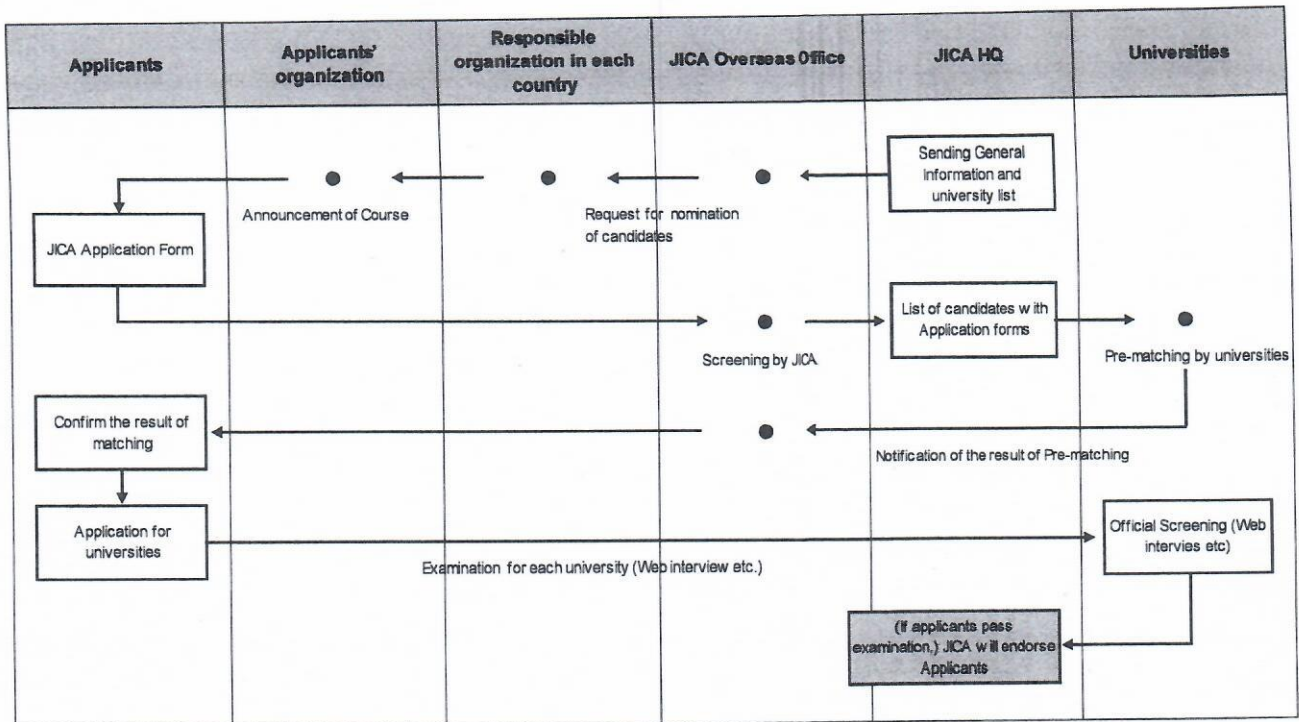 Applicants
Applicants'
organization
Responsible
organization in each
country
JICA Overseas Office
JICA HQ
Universities
Sending General
Information and
university list
Announcement of Course
Request for nomination
of candidates
JICA Application Form
List of candidates with
Application forms
Screening by JICA
Pre-matching by universities
Confirm the result of
matching
Notification of the result of Pre-matching
Application for
universities
Official Screening (Web
intervies etc)
Examination for each university (Web interview etc.)
(If applicants pass
examination,) JICA will endorse
Applicants